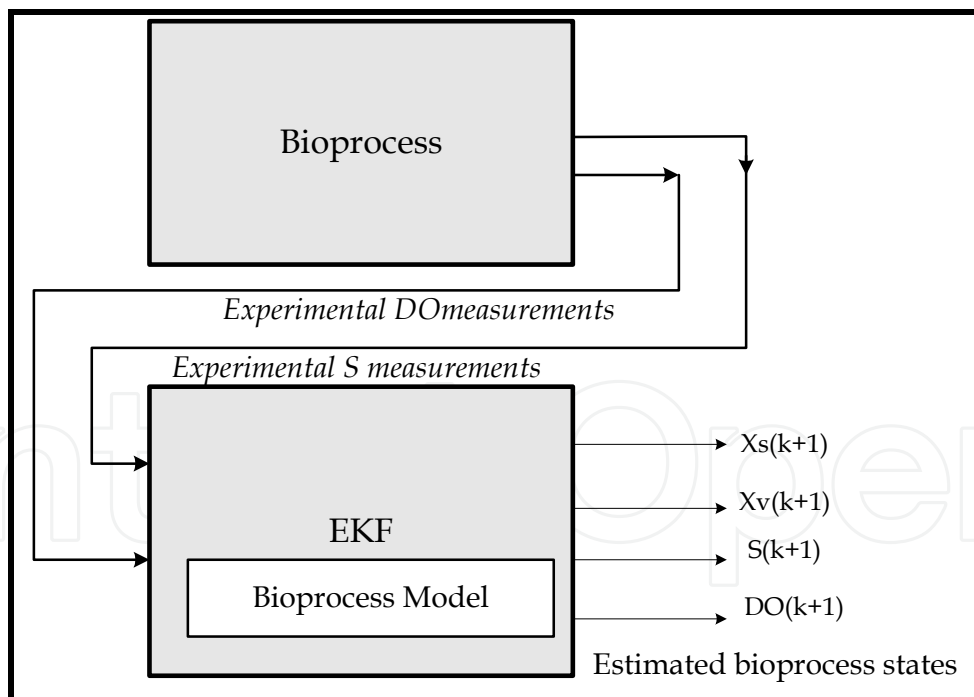 Bioprocess
Experimental DOmeasurements
Experimental S measurements
Xs(k+1)
Xv(k+1)
S(k+1)
DO(k+1)
EKF
Bioprocess Model
Estimated bioprocess states